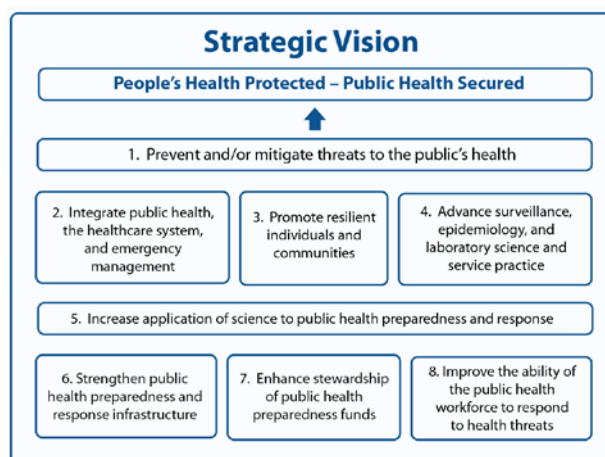 Strategic Vision
People's Health Protected – Public Health Secured
1. Prevent and/or mitigate threats to the public's health
2. Integrate public health,
the healthcare system,
and emergency
management
3. Promote resilient
individuals and
communities
4. Advance surveillance,
epidemiology, and
laboratory science and
service practice
5. Increase application of science to public health preparedness and response
6. Strengthen public
health preparedness and
response infrastructure
7. Enhance stewardship
of public health
preparedness funds
8. Improve the ability of
the public health
workforce to respond
to health threats